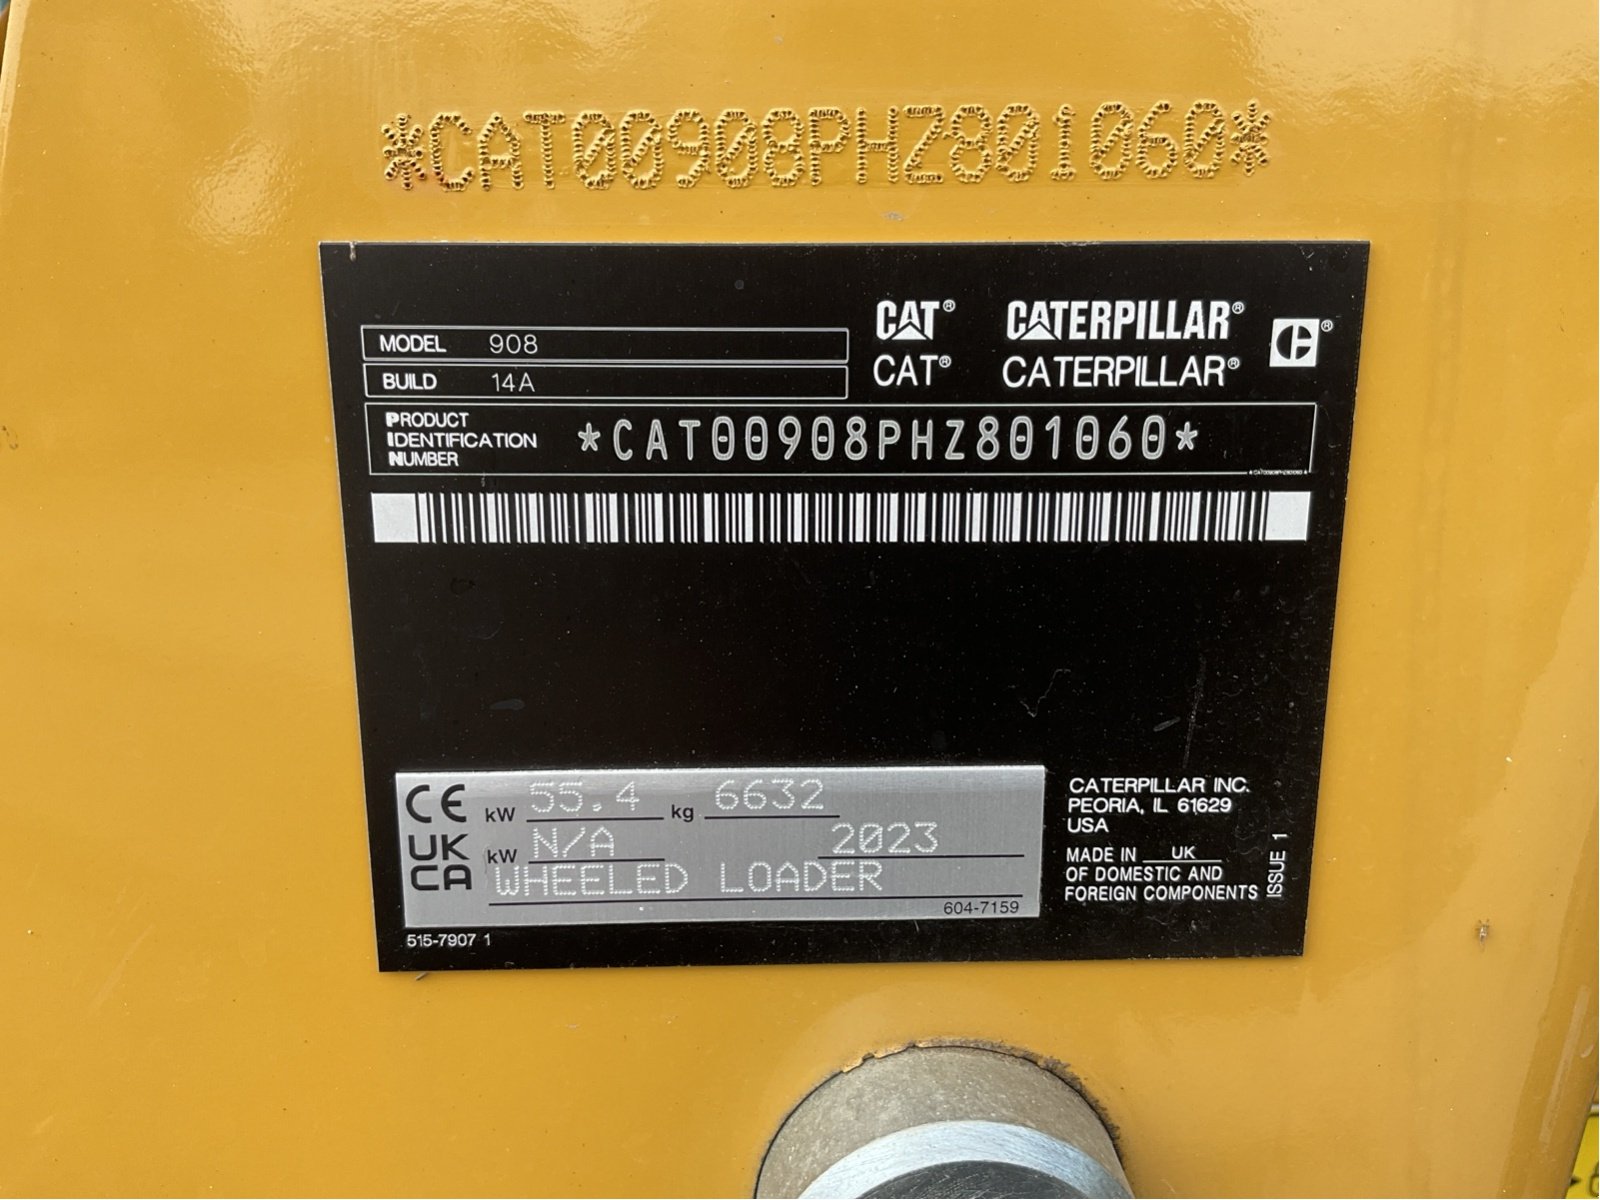 *CAT00908PHZ801060*
CAT® CATERPILLAR®
CAT® CATERPILLAR®
C®
MODEL 908
BUILD 14A
PRODUCT
IDENTIFICATION
NUMBER
*CAT00908PHZ801060*
*CAT00908PHZ801060*
CE kW 55.4 kg 6632
UK
CA kW N/A 2023
WHEELED LOADER
604-7159
515-7907 1
CATERPILLAR INC.
PEORIA, IL 61629
USA
MADE IN UK
OF DOMESTIC AND
FOREIGN COMPONENTS
ISSUE 1